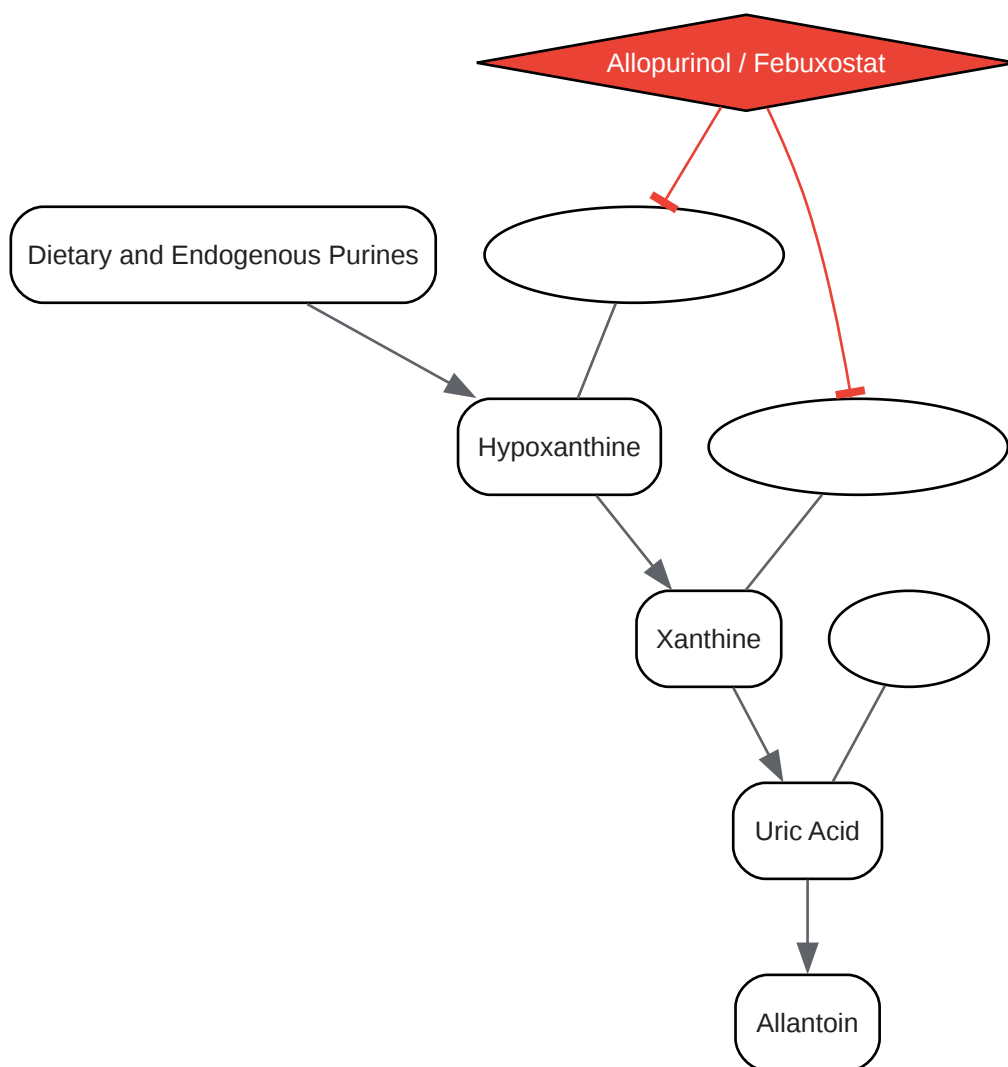 Allopurinol / Febuxostat
Dietary and Endogenous Purines
Hypoxanthine
Xanthine
Uric Acid
Allantoin